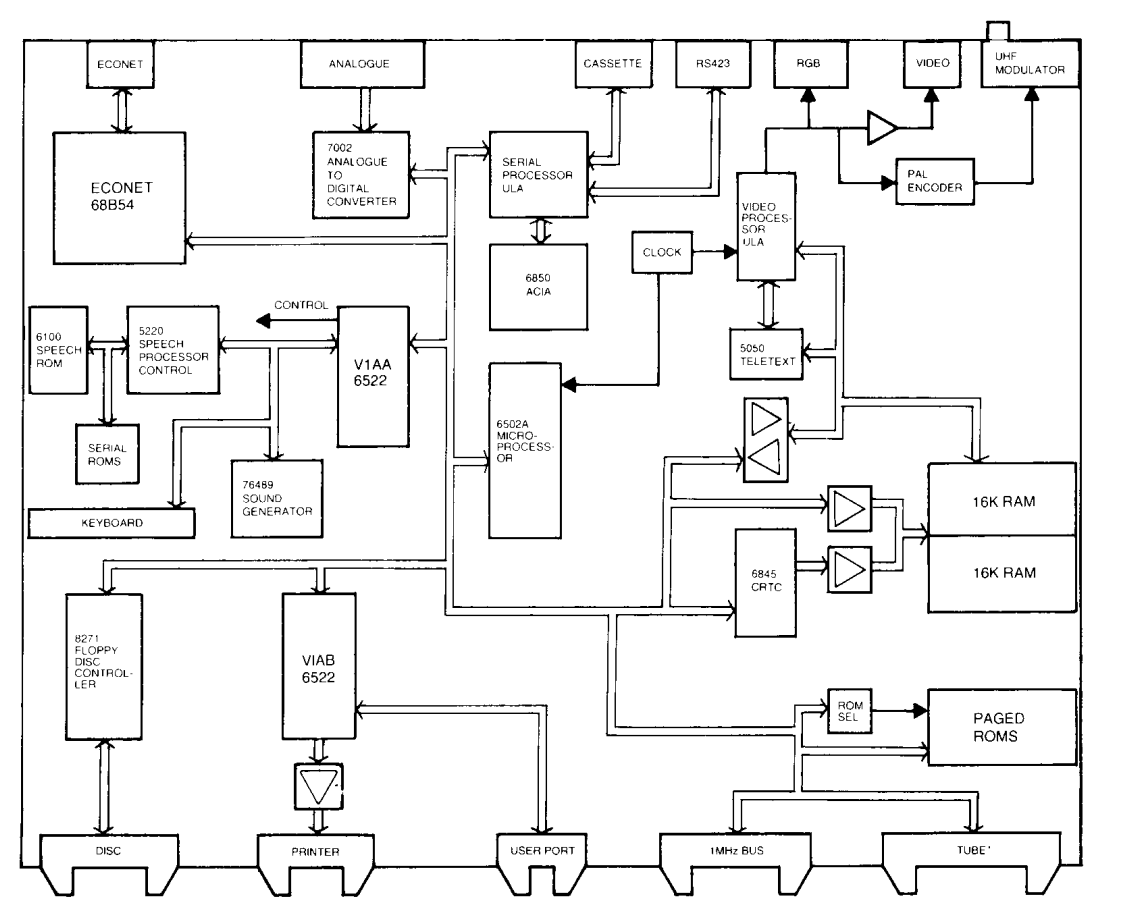 ECONET
ANALOGUE
CASSETTE
RS423
RGB
VIDEO
UHF
MODULATOR
ECONET
68B54
7002
ANALOGUE
TO
DIGITAL
CONVERTER
SERIAL
PROCESSOR
ULA
PAL
ENCODER
VIDEO
PROCES-
SOR
ULA
CLOCK
6850
ACIA
CONTROL
6100
SPEECH
ROM
5220
SPEECH
PROCESSOR
CONTROL
V1AA
6522
5050
TELETEXT
6502A
MICRO-
PROCESS-
OR
SERIAL
ROMS
76489
SOUND
GENERATOR
KEYBOARD
16K RAM
16K RAM
6845
CRTC
8271
FLOPPY
DISC
CONTROL-
LER
VIAB
6522
ROM
SEL
PAGED
ROMS
DISC
PRINTER
USER PORT
1MHz BUS
TUBE'